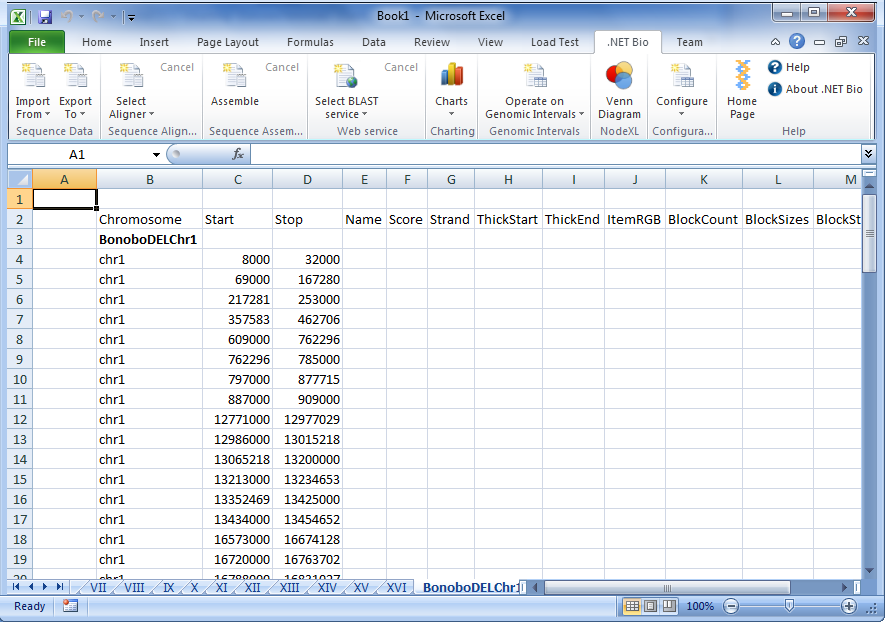 Book1 - Microsoft Excel
File Home Insert Page Layout Formulas Data Review View Load Test .NET Bio Team
Cancel Cancel Cancel Help
Import Export Select Assemble Select BLAST Charts Operate on Venn Configure Home About .NET Bio
From To Aligner service Genomic Intervals Diagram Page
Sequence Data Sequence Align... Sequence Assem... Web service Charting Genomic Intervals NodeXL Configura... Help
A1 fx
A B C D E F G H I J K L M
1
2 Chromosome Start Stop Name Score Strand ThickStart ThickEnd ItemRGB BlockCount BlockSizes BlockSt
3 BonoboDELChr1
4 chr1 8000 32000
5 chr1 69000 167280
6 chr1 217281 253000
7 chr1 357583 462706
8 chr1 609000 762296
9 chr1 762296 785000
10 chr1 797000 877715
11 chr1 887000 909000
12 chr1 12771000 12977029
13 chr1 12986000 13015218
14 chr1 13065218 13200000
15 chr1 13213000 13234653
16 chr1 13352469 13425000
17 chr1 13434000 13454652
18 chr1 16573000 16674128
19 chr1 16720000 16763702
20 chr1 16788000 16831027
VII VIII IX X XI XII XIII XIV XV XVI BonoboDELChr1
Ready 100%